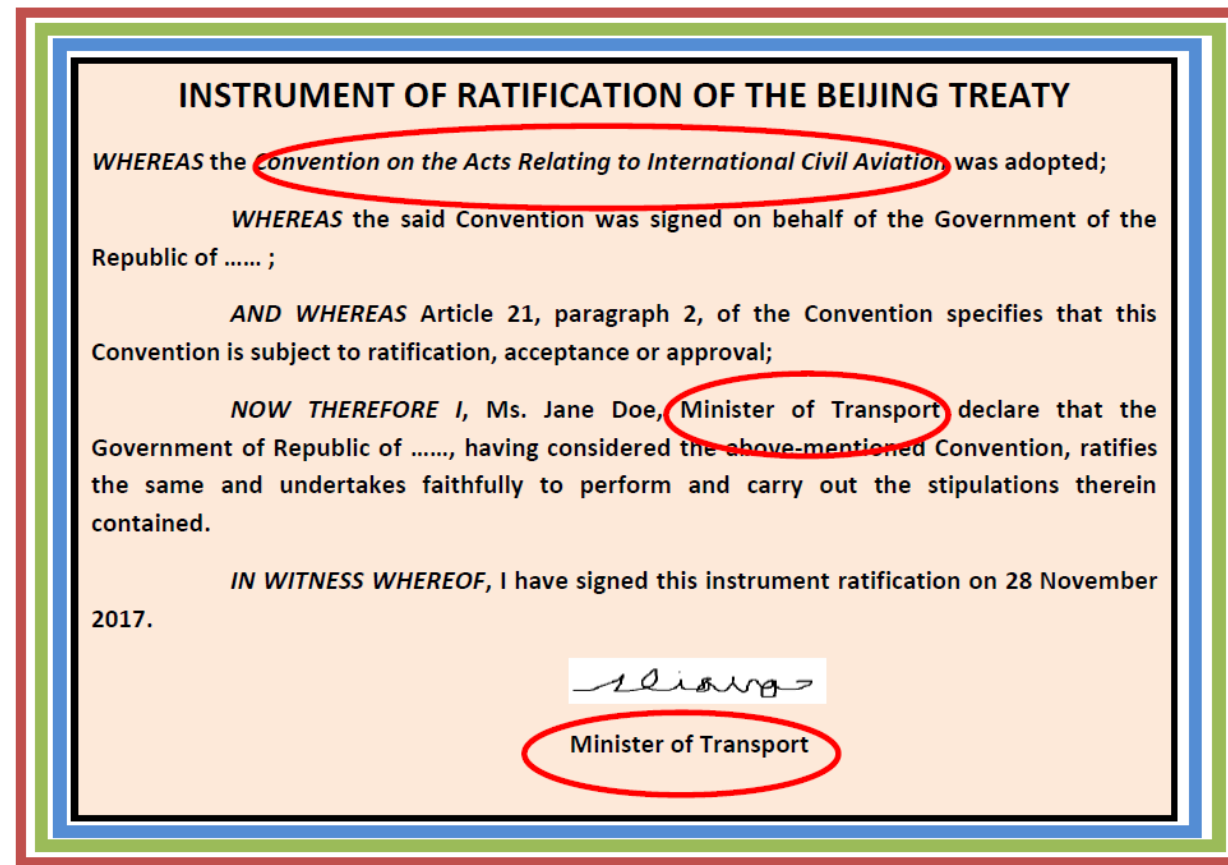 INSTRUMENT OF RATIFICATION OF THE BEIJING TREATY
WHEREAS the Convention on the Acts Relating to International Civil Aviation was adopted;
WHEREAS the said Convention was signed on behalf of the Government of the
Republic of …… ;
AND WHEREAS Article 21, paragraph 2, of the Convention specifies that this
Convention is subject to ratification, acceptance or approval;
NOW THEREFORE I, Ms. Jane Doe, Minister of Transport declare that the
Government of Republic of ……, having considered the above-mentioned Convention, ratifies
the same and undertakes faithfully to perform and carry out the stipulations therein
contained.
IN WITNESS WHEREOF, I have signed this instrument ratification on 28 November
2017.
Minister of Transport